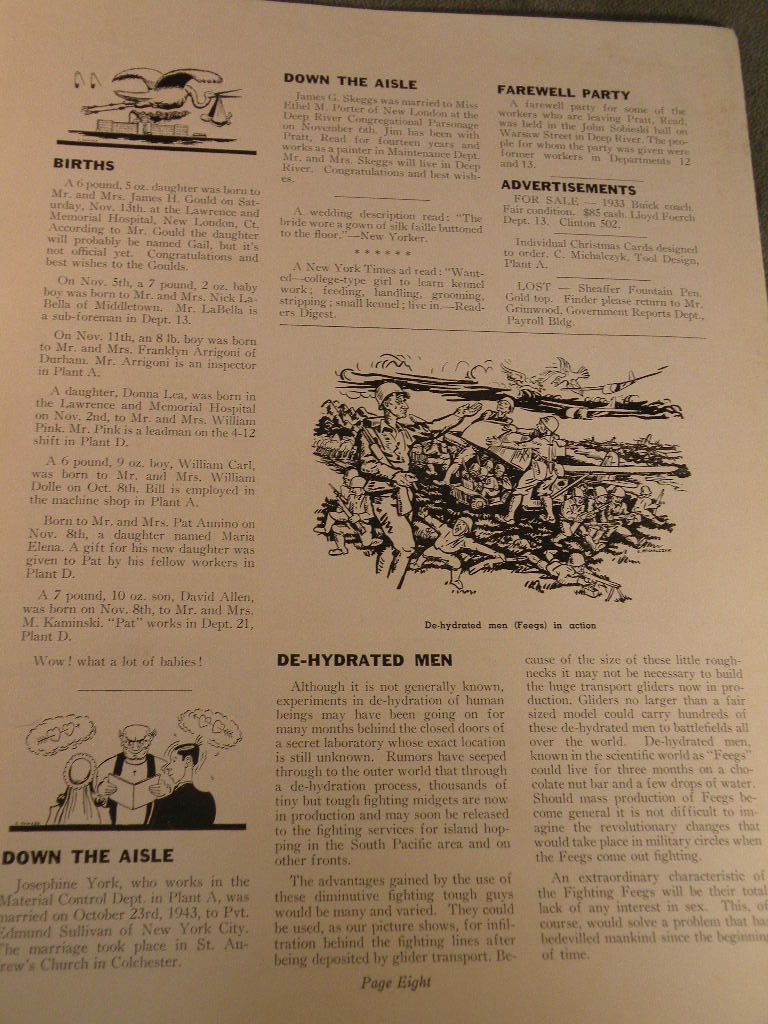 BIRTHS
A 6 pound, 5 oz. daughter was born to
Mr. and Mrs. James H. Gould on Sat-
urday, Nov. 13th. at the Lawrence and
Memorial Hospital, New London, Ct.
According to Mr. Gould the daughter
will probably be named Gail, but it's
not official yet. Congratulations and
best wishes to the Goulds.
On Nov. 5th, a 7 pound, 2 oz. baby
boy was born to Mr. and Mrs. Nick La-
Bella of Middletown. Mr. LaBella is
a sub-foreman in Dept. 13.
On Nov. 11th, an 8 lb. boy was born
to Mr. and Mrs. Franklyn Arrigoni of
Durham. Mr. Arrigoni is an inspector
in Plant A.
A daughter, Donna Lea, was born in
the Lawrence and Memorial Hospital
on Nov. 2nd, to Mr. and Mrs. William
Pink. Mr. Pink is a leadman on the 4-12
shift in Plant D.
A 6 pound, 9 oz. boy, William Carl,
was born to Mr. and Mrs. William
Dolle on Oct. 8th. Bill is employed in
the machine shop in Plant A.
Born to Mr. and Mrs. Pat Annino on
Nov. 8th, a daughter named Maria
Elena. A gift for his new daughter was
given to Pat by his fellow workers in
Plant D.
A 7 pound, 10 oz. son, David Allen,
was born on Nov. 8th, to Mr. and Mrs.
M. Kaminski. "Pat" works in Dept. 21,
Plant D.
Wow! what a lot of babies!
DOWN THE AISLE
Josephine York, who works in the
Material Control Dept. in Plant A, was
married on October 23rd, 1943, to Pvt.
Edmund Sullivan of New York City.
The marriage took place in St. An-
rew's Church in Colchester.
DOWN THE AISLE
James G. Skeggs was married to Miss
Ethel M. Porter of New London at the
Deep River Congregational Parsonage
on November 6th. Jim has been with
Pratt, Read for fourteen years and
works as a painter in Maintenance Dept.
Mr. and Mrs. Skeggs will live in Deep
River. Congratulations and best wish-
es.
A wedding description read: "The
bride wore a gown of silk faille buttoned
to the floor."—New Yorker.
* * * * * *
A New York Times ad read: "Want-
ed—college-type girl to learn kennel
work; feeding, handling, grooming,
stripping; small kennel; live in.—Read-
ers Digest.
FAREWELL PARTY
A farewell party for some of the
workers who are leaving Pratt, Read,
was held in the John Sobieski hall on
Warsaw Street in Deep River. The peo-
ple for whom the party was given were
former workers in Departments 12
and 13.
ADVERTISEMENTS
FOR SALE — 1933 Buick coach.
Fair condition. $85 cash. Lloyd Foerch
Dept. 13. Clinton 502.
Individual Christmas Cards designed
to order. C. Michalczyk, Tool Design,
Plant A.
LOST — Sheaffer Fountain Pen,
Gold top. Finder please return to Mr.
Grimwood, Government Reports Dept.,
Payroll Bldg.
De-hydrated men (Feegs) in action
DE-HYDRATED MEN
Although it is not generally known,
experiments in de-hydration of human
beings may have been going on for
many months behind the closed doors of
a secret laboratory whose exact location
is still unknown. Rumors have seeped
through to the outer world that through
a de-hydration process, thousands of
tiny but tough fighting midgets are now
in production and may soon be released
to the fighting services for island hop-
ping in the South Pacific area and on
other fronts.
The advantages gained by the use of
these diminutive fighting tough guys
would be many and varied. They could
be used, as our picture shows, for infil-
tration behind the fighting lines after
being deposited by glider transport. Be-
cause of the size of these little rough-
necks it may not be necessary to build
the huge transport gliders now in pro-
duction. Gliders no larger than a fair
sized model could carry hundreds of
these de-hydrated men to battlefields all
over the world. De-hydrated men,
known in the scientific world as "Feegs"
could live for three months on a cho-
colate nut bar and a few drops of water.
Should mass production of Feegs be-
come general it is not difficult to im-
agine the revolutionary changes that
would take place in military circles when
the Feegs come out fighting.
An extraordinary characteristic of
the Fighting Feegs will be their total
lack of any interest in sex. This, of
course, would solve a problem that has
bedevilled mankind since the beginning
of time.
Page Eight